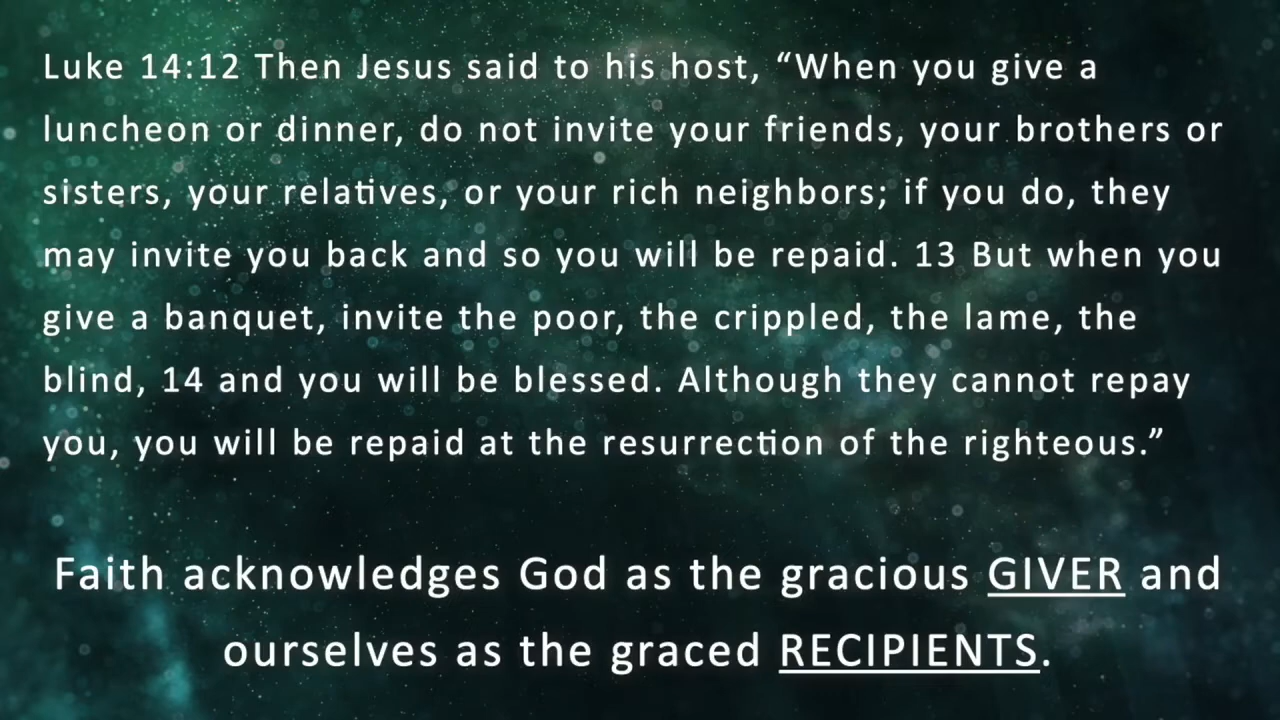 Luke 14:12 Then Jesus said to his host, “When you give a
luncheon or dinner, do not invite your friends, your brothers or
sisters, your relatives, or your rich neighbors; if you do, they
may invite you back and so you will be repaid. 13 But when you
give a banquet, invite the poor, the crippled, the lame, the
blind, 14 and you will be blessed. Although they cannot repay
you, you will be repaid at the resurrection of the righteous.”
Faith acknowledges God as the gracious GIVER and
ourselves as the graced RECIPIENTS.